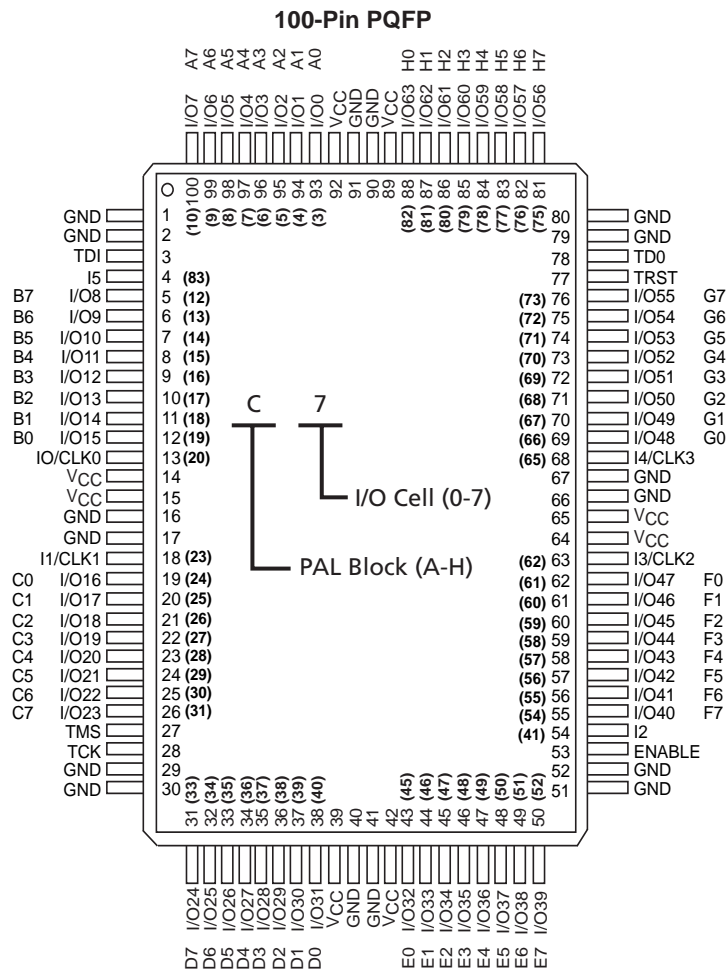 100-Pin PQFP
A7 A6 A5 A4 A3 A2 A1 A0 H0 H1 H2 H3 H4 H5 H6 H7
I/O7 I/O6 I/O5 I/O4 I/O3 I/O2 I/O1 I/O0 VCC GND GND VCC I/O63 I/O62 I/O61 I/O60 I/O59 I/O58 I/O57 I/O56
100 99 98 97 96 95 94 93 92 91 90 89 88 87 86 85 84 83 82 81
(10) (9) (8) (7) (6) (5) (4) (3) (82) (81) (80) (79) (78) (77) (76) (75)
GND 1 80 GND
GND 2 79 GND
TDI 3 78 TD0
I5 4 (83) 77 TRST
B7 I/O8 5 (12) (73) 76 I/O55 G7
B6 I/O9 6 (13) (72) 75 I/O54 G6
B5 I/O10 7 (14) (71) 74 I/O53 G5
B4 I/O11 8 (15) (70) 73 I/O52 G4
B3 I/O12 9 (16) (69) 72 I/O51 G3
B2 I/O13 10 (17) (68) 71 I/O50 G2
B1 I/O14 11 (18) (67) 70 I/O49 G1
B0 I/O15 12 (19) (66) 69 I/O48 G0
IO/CLK0 13 (20) (65) 68 I4/CLK3
VCC 14 67 GND
VCC 15 66 GND
GND 16 65 VCC
GND 17 64 VCC
I1/CLK1 18 (23) (62) 63 I3/CLK2
C0 I/O16 19 (24) (61) 62 I/O47 F0
C1 I/O17 20 (25) (60) 61 I/O46 F1
C2 I/O18 21 (26) (59) 60 I/O45 F2
C3 I/O19 22 (27) (58) 59 I/O44 F3
C4 I/O20 23 (28) (57) 58 I/O43 F4
C5 I/O21 24 (29) (56) 57 I/O42 F5
C6 I/O22 25 (30) (55) 56 I/O41 F6
C7 I/O23 26 (31) (54) 55 I/O40 F7
TMS 27 (41) 54 I2
TCK 28 53 ENABLE
GND 29 52 GND
GND 30 51 GND
C 7
I/O Cell (0-7)
PAL Block (A-H)
(33) (34) (35) (36) (37) (38) (39) (40) (45) (46) (47) (48) (49) (50) (51) (52)
31 32 33 34 35 36 37 38 39 40 41 42 43 44 45 46 47 48 49 50
I/O24 I/O25 I/O26 I/O27 I/O28 I/O29 I/O30 I/O31 VCC GND GND VCC I/O32 I/O33 I/O34 I/O35 I/O36 I/O37 I/O38 I/O39
D7 D6 D5 D4 D3 D2 D1 D0 E0 E1 E2 E3 E4 E5 E6 E7